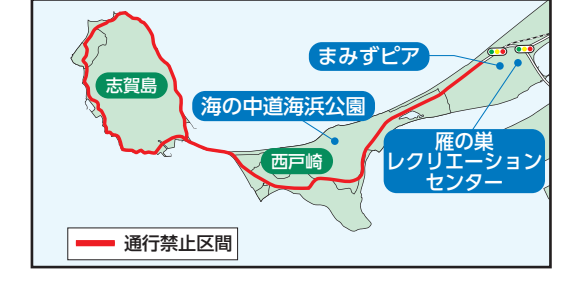 まみずピア
志賀島
海の中道海浜公園
雁の巣
レクリエーション
センター
西戸崎
通行禁止区間